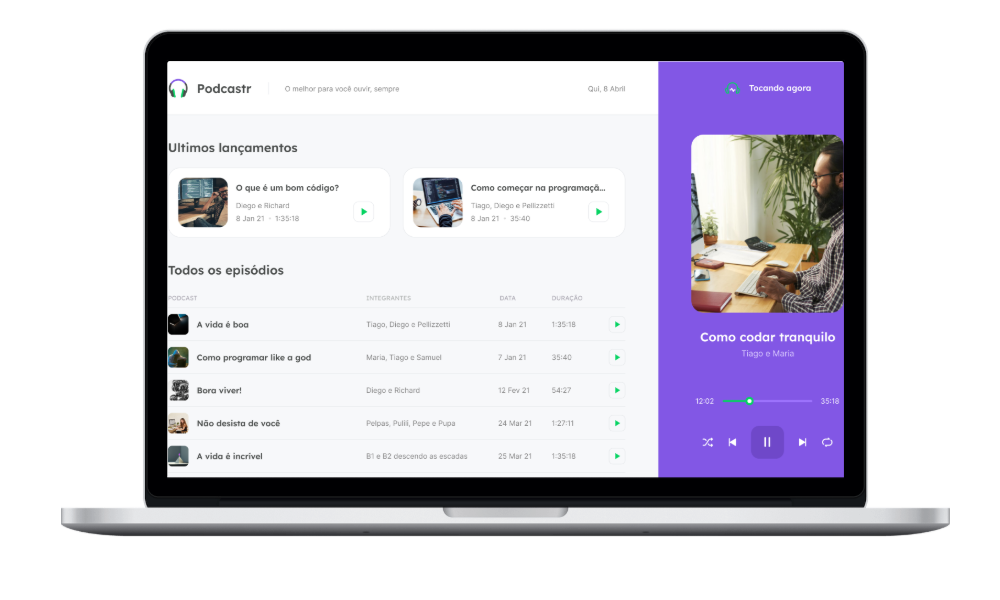 Podcastr
O melhor para você ouvir, sempre
Qui, 8 Abril
Ultimos lançamentos
O que é um bom código?
Diego e Richard
8 Jan 21 · 1:35:18
Como começar na programaçã...
Tiago, Diego e Pellizzetti
8 Jan 21 · 35:40
Todos os episódios
PODCAST INTEGRANTES DATA DURAÇÃO
A vida é boa Tiago, Diego e Pellizzetti 8 Jan 21 1:35:18
Como programar like a god Maria, Tiago e Samuel 7 Jan 21 35:40
Bora viver! Diego e Richard 12 Fev 21 54:27
Não desista de você Pelpas, Pulili, Pepe e Pupa 24 Mar 21 1:27:11
A vida é incrivel B1 e B2 descendo as escadas 25 Mar 21 1:35:18
Tocando agora
Como codar tranquilo
Tiago e Maria
12:02 35:18